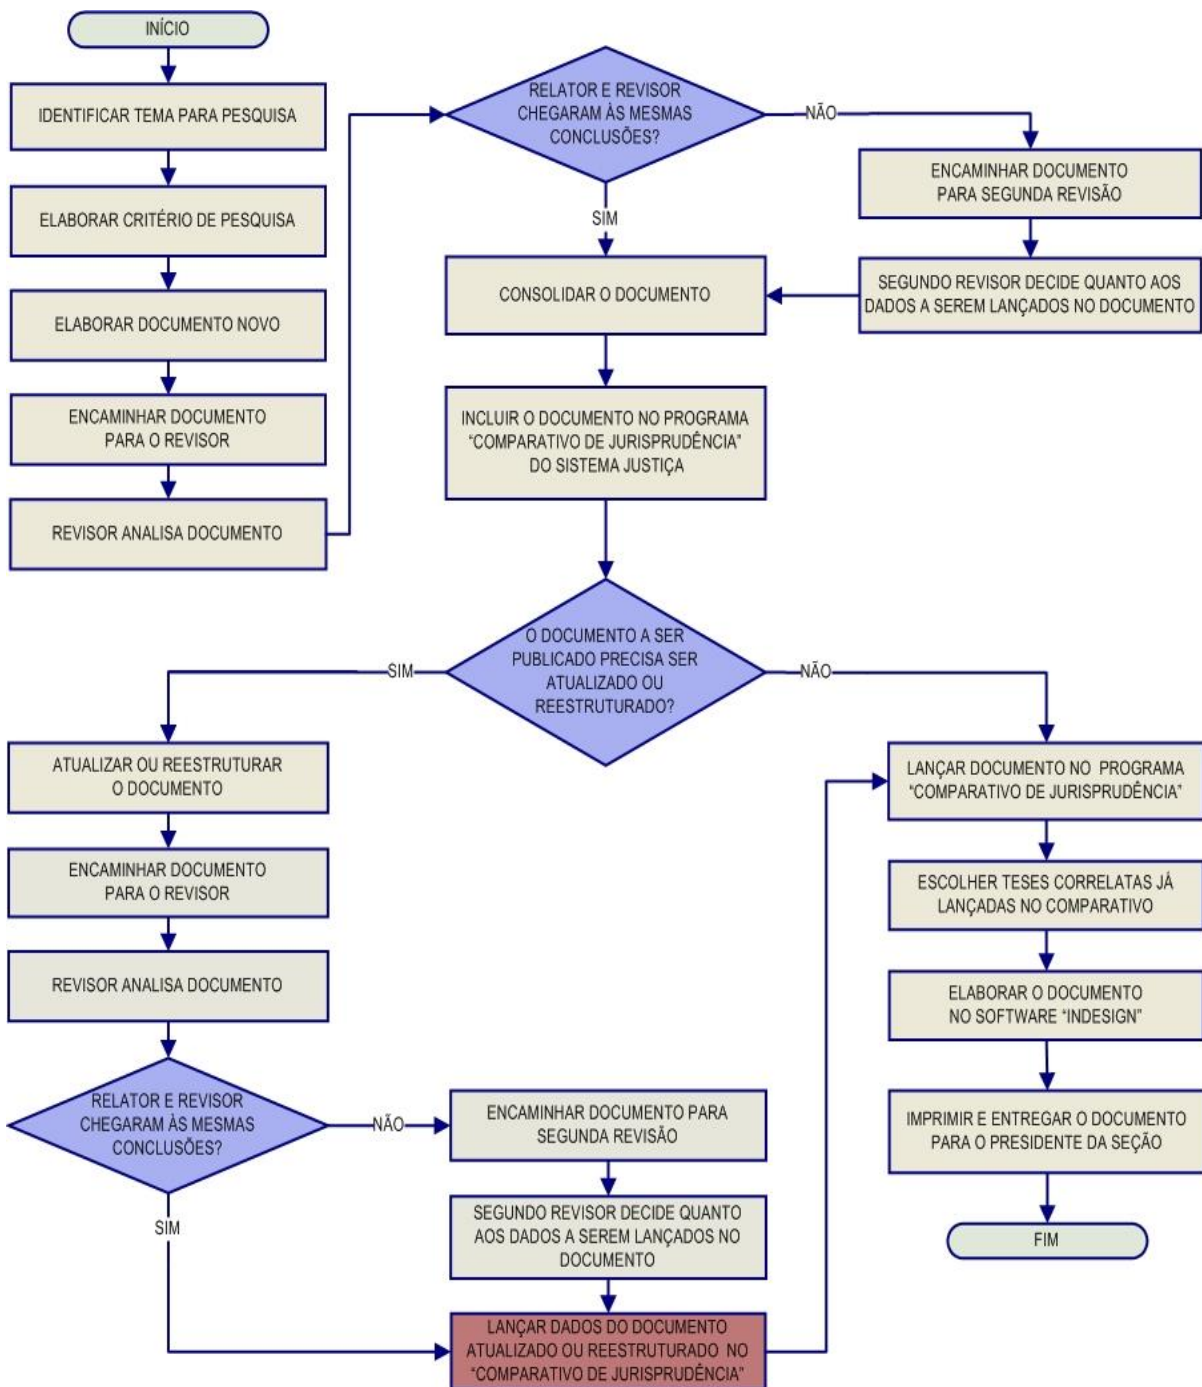 INÍCIO
IDENTIFICAR TEMA PARA PESQUISA
ELABORAR CRITÉRIO DE PESQUISA
ELABORAR DOCUMENTO NOVO
ENCAMINHAR DOCUMENTO
PARA O REVISOR
REVISOR ANALISA DOCUMENTO
RELATOR E REVISOR
CHEGARAM ÀS MESMAS
CONCLUSÕES?
NÃO
ENCAMINHAR DOCUMENTO
PARA SEGUNDA REVISÃO
SEGUNDO REVISOR DECIDE QUANTO AOS
DADOS A SEREM LANÇADOS NO DOCUMENTO
SIM
CONSOLIDAR O DOCUMENTO
INCLUIR O DOCUMENTO NO PROGRAMA
“COMPARATIVO DE JURISPRUDÊNCIA”
DO SISTEMA JUSTIÇA
O DOCUMENTO A SER
PUBLICADO PRECISA SER
ATUALIZADO OU
REESTRUTURADO?
SIM
NÃO
ATUALIZAR OU REESTRUTURAR
O DOCUMENTO
ENCAMINHAR DOCUMENTO
PARA O REVISOR
REVISOR ANALISA DOCUMENTO
RELATOR E REVISOR
CHEGARAM ÀS MESMAS
CONCLUSÕES?
NÃO
ENCAMINHAR DOCUMENTO PARA
SEGUNDA REVISÃO
SEGUNDO REVISOR DECIDE QUANTO
AOS DADOS A SEREM LANÇADOS NO
DOCUMENTO
SIM
LANÇAR DADOS DO DOCUMENTO
ATUALIZADO OU REESTRUTURADO NO
“COMPARATIVO DE JURISPRUDÊNCIA”
LANÇAR DOCUMENTO NO PROGRAMA
“COMPARATIVO DE JURISPRUDÊNCIA”
ESCOLHER TESES CORRELATAS JÁ
LANÇADAS NO COMPARATIVO
ELABORAR O DOCUMENTO
NO SOFTWARE “INDESIGN”
IMPRIMIR E ENTREGAR O DOCUMENTO
PARA O PRESIDENTE DA SEÇÃO
FIM